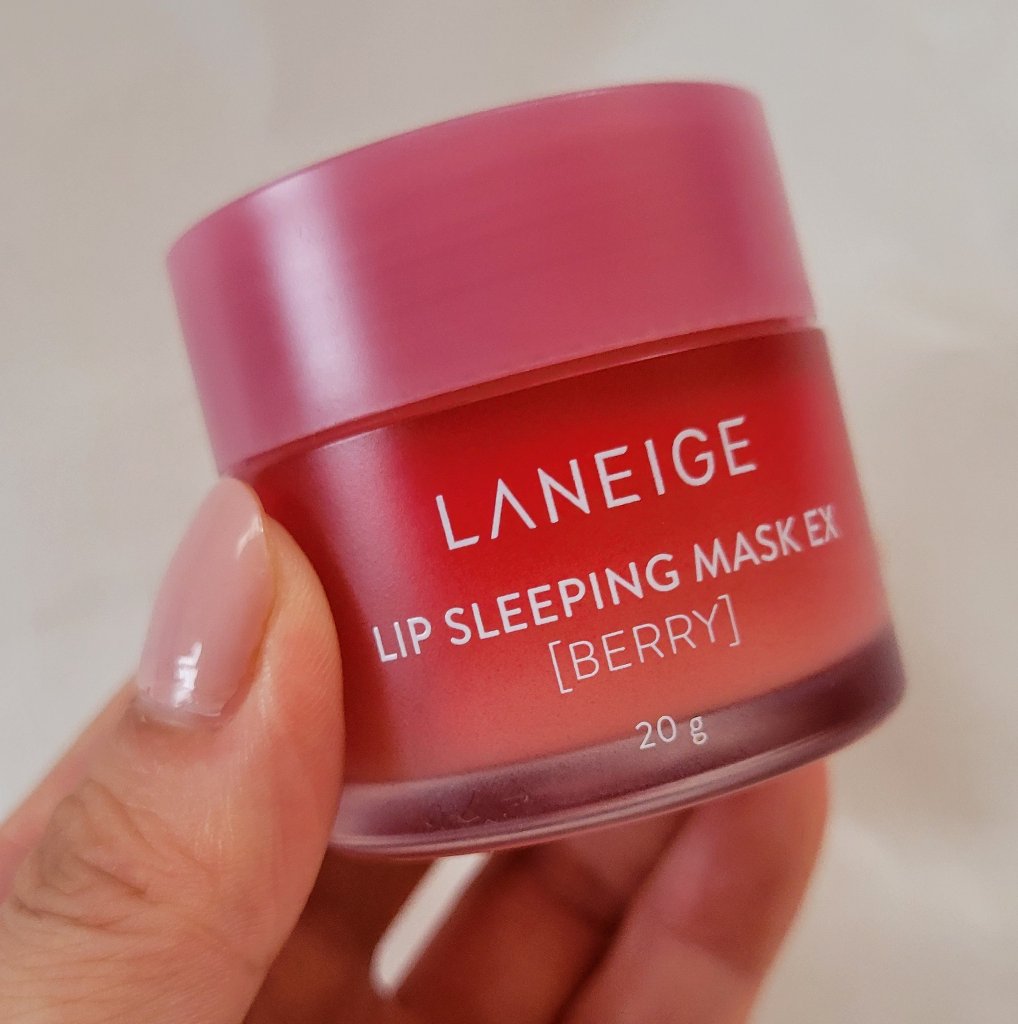 LANEIGE
LIP SLEEPING MASK EX
[BERRY]
20 g